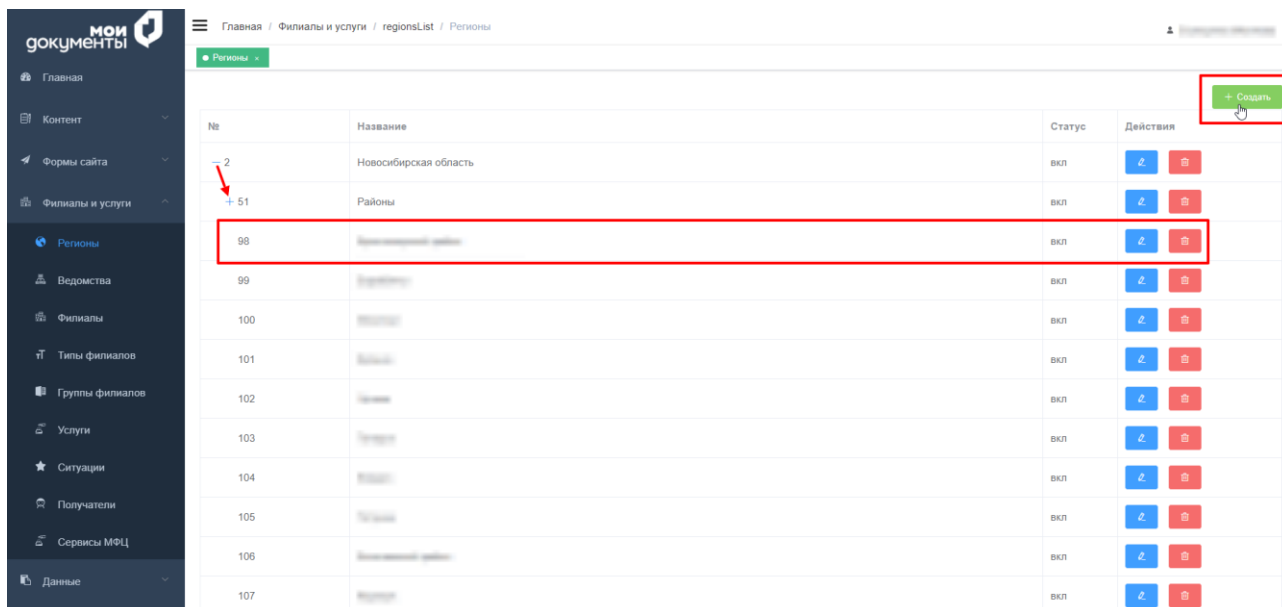 мои
документы
Главная / Филиалы и услуги / regionsList / Регионы
Регионы ×
Главная
Контент
Формы сайта
Филиалы и услуги
Регионы
Ведомства
Филиалы
Типы филиалов
Группы филиалов
Услуги
Ситуации
Получатели
Сервисы МФЦ
Данные
+ Создать
№ Название Статус Действия
2 Новосибирская область вкл
51 Районы вкл
98 вкл
99 вкл
100 вкл
101 вкл
102 вкл
103 вкл
104 вкл
105 вкл
106 вкл
107 вкл